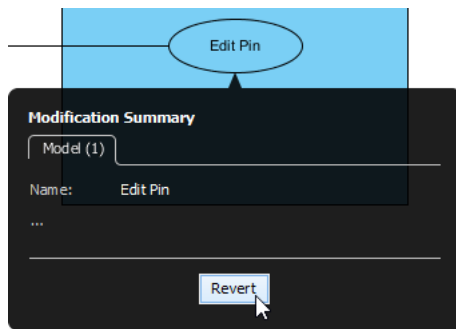 Edit Pin
Modification Summary
Model (1)
Name: Edit Pin
...
Revert